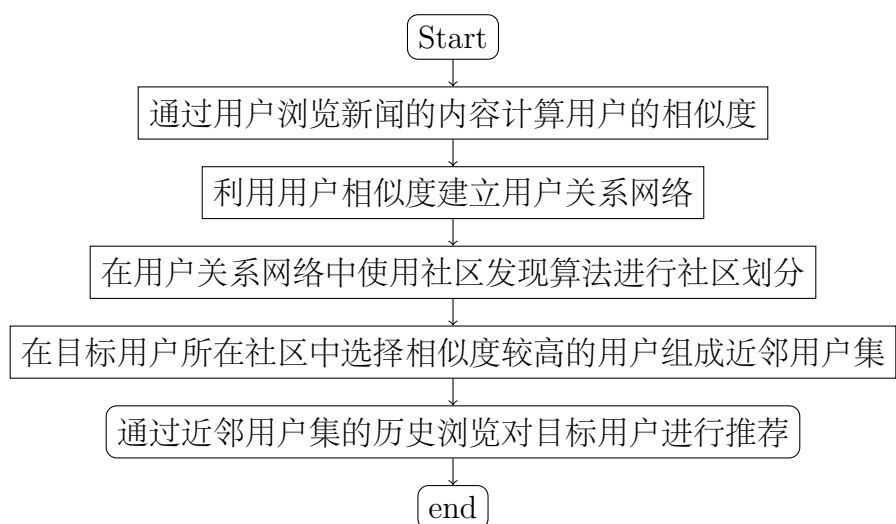 Start
通过用户浏览新闻的内容计算用户的相似度
利用用户相似度建立用户关系网络
在用户关系网络中使用社区发现算法进行社区划分
在目标用户所在社区中选择相似度较高的用户组成近邻用户集
通过近邻用户集的历史浏览对目标用户进行推荐
end